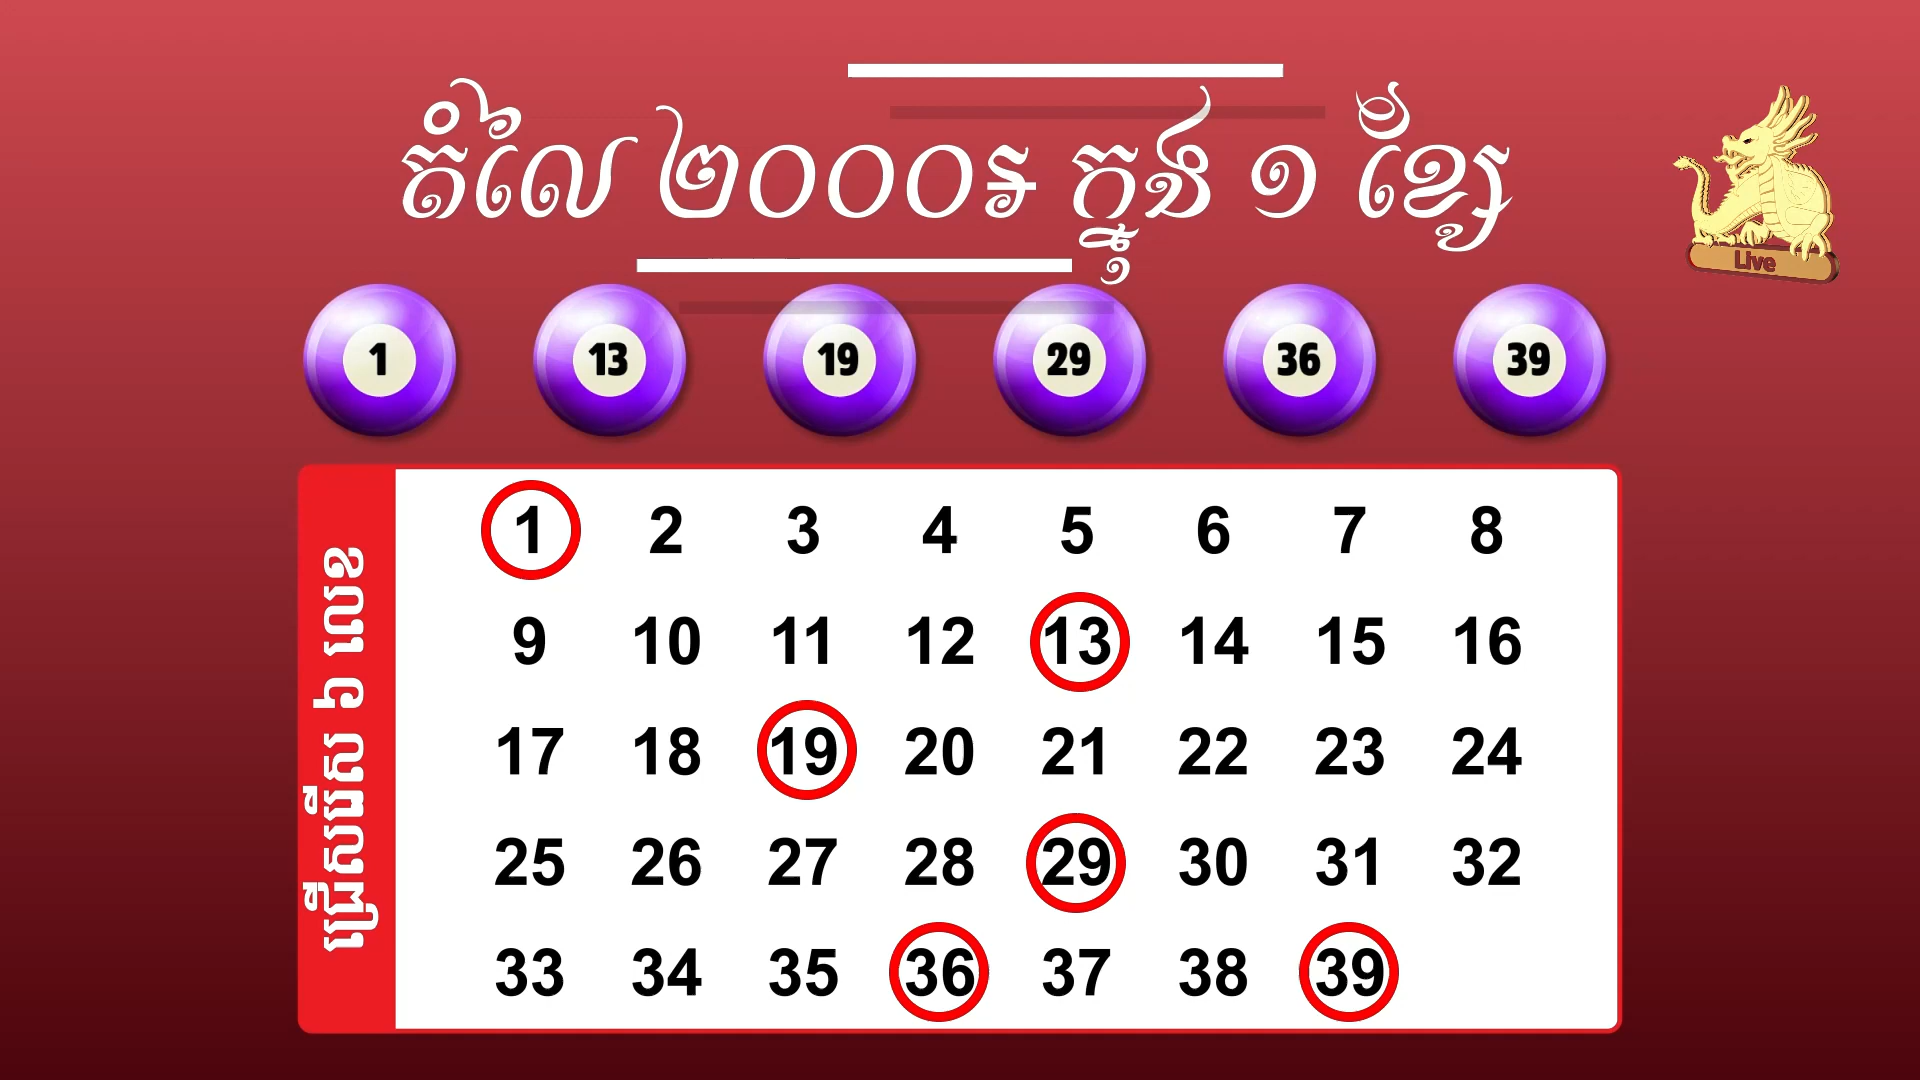 តំលៃ ២០០០៛ ក្នុង ១ ខ្សែ
Live
1 13 19 29 36 39
ជ្រើសរើស ៦ លេខ
1 2 3 4 5 6 7 8
9 10 11 12 13 14 15 16
17 18 19 20 21 22 23 24
25 26 27 28 29 30 31 32
33 34 35 36 37 38 39